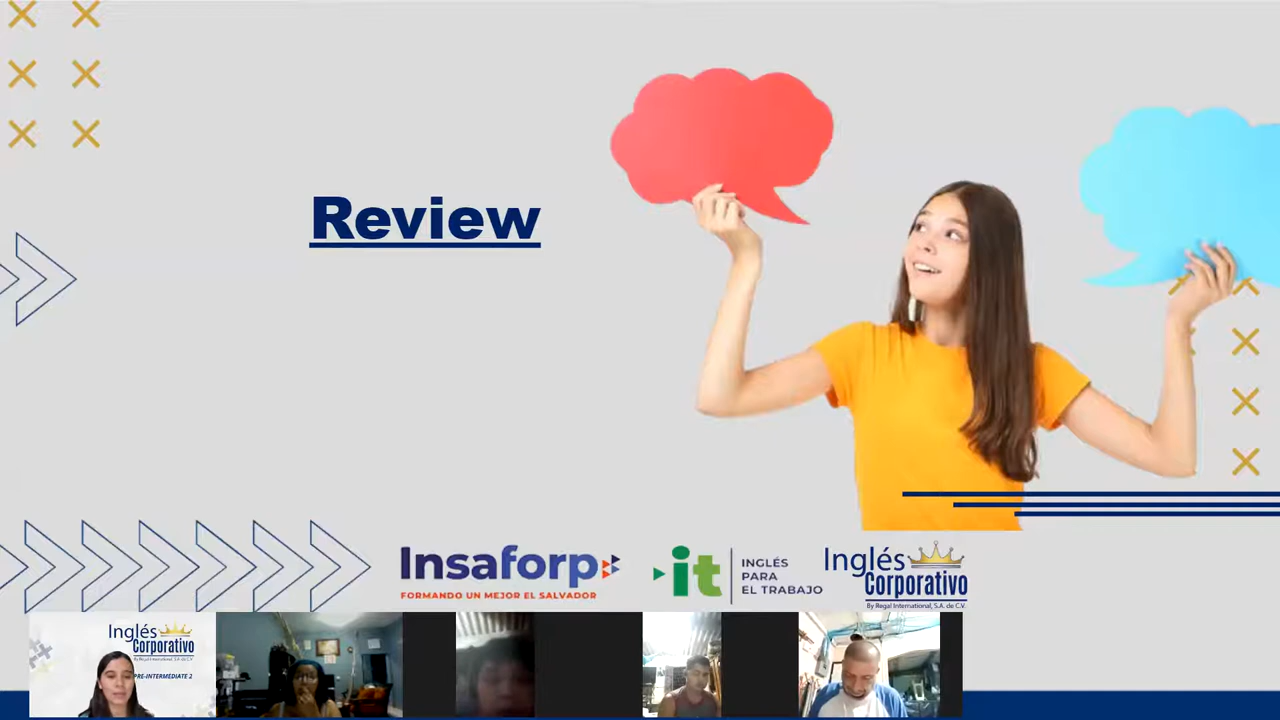 Review
Insaforp
FORMANDO UN MEJOR EL SALVADOR
it
INGLÉS
PARA
EL TRABAJO
Inglés
Corporativo
By Regal International, S.A. de C.V.
Inglés
Corporativo
By Regal International, S.A. de C.V.
PRE-INTERMEDIATE 2